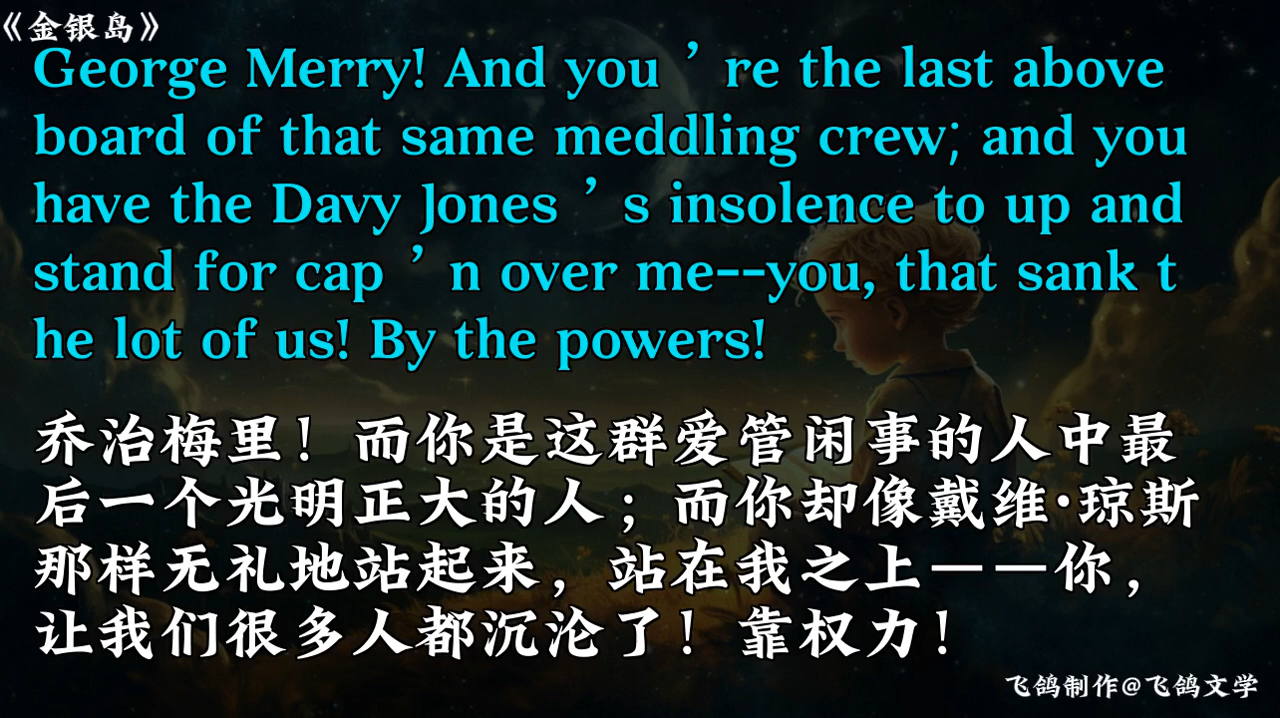 《金银岛》
George Merry! And you ’ re the last above
board of that same meddling crew; and you
have the Davy Jones ’ s insolence to up and
stand for cap ’ n over me--you, that sank t
he lot of us! By the powers!
乔治梅里！而你是这群爱管闲事的人中最
后一个光明正大的人；而你却像戴维·琼斯
那样无礼地站起来，站在我之上——你，
让我们很多人都沉沦了！靠权力！
飞鸽制作@飞鸽文学